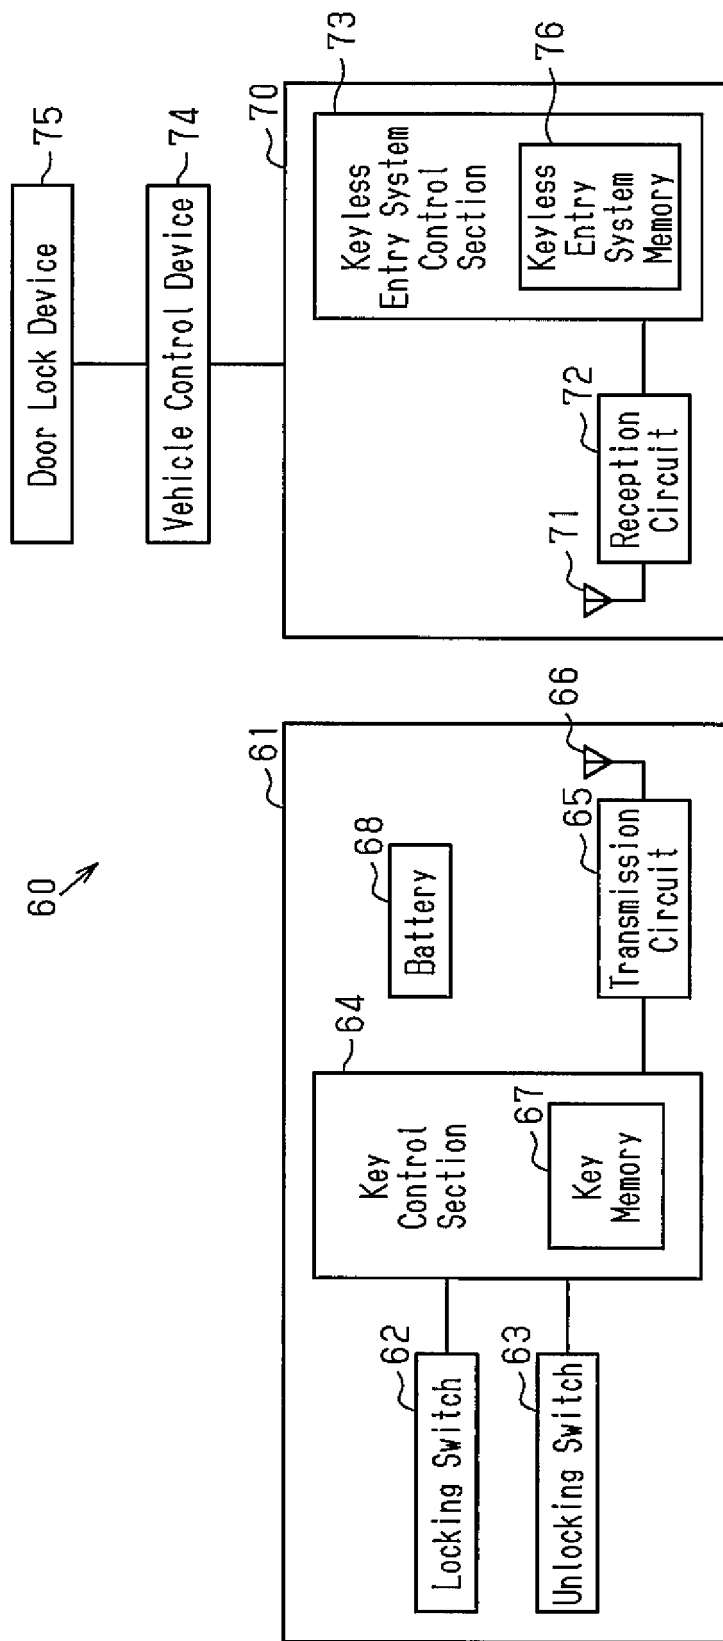 60
61
62
Locking Switch
63
Unlocking Switch
64
Key
Control
Section
67
Key
Memory
68
Battery
65
Transmission
Circuit
66
75
Door Lock Device
74
Vehicle Control Device
70
71
72
Reception
Circuit
73
Keyless
Entry System
Control
Section
76
Keyless
Entry
System
Memory